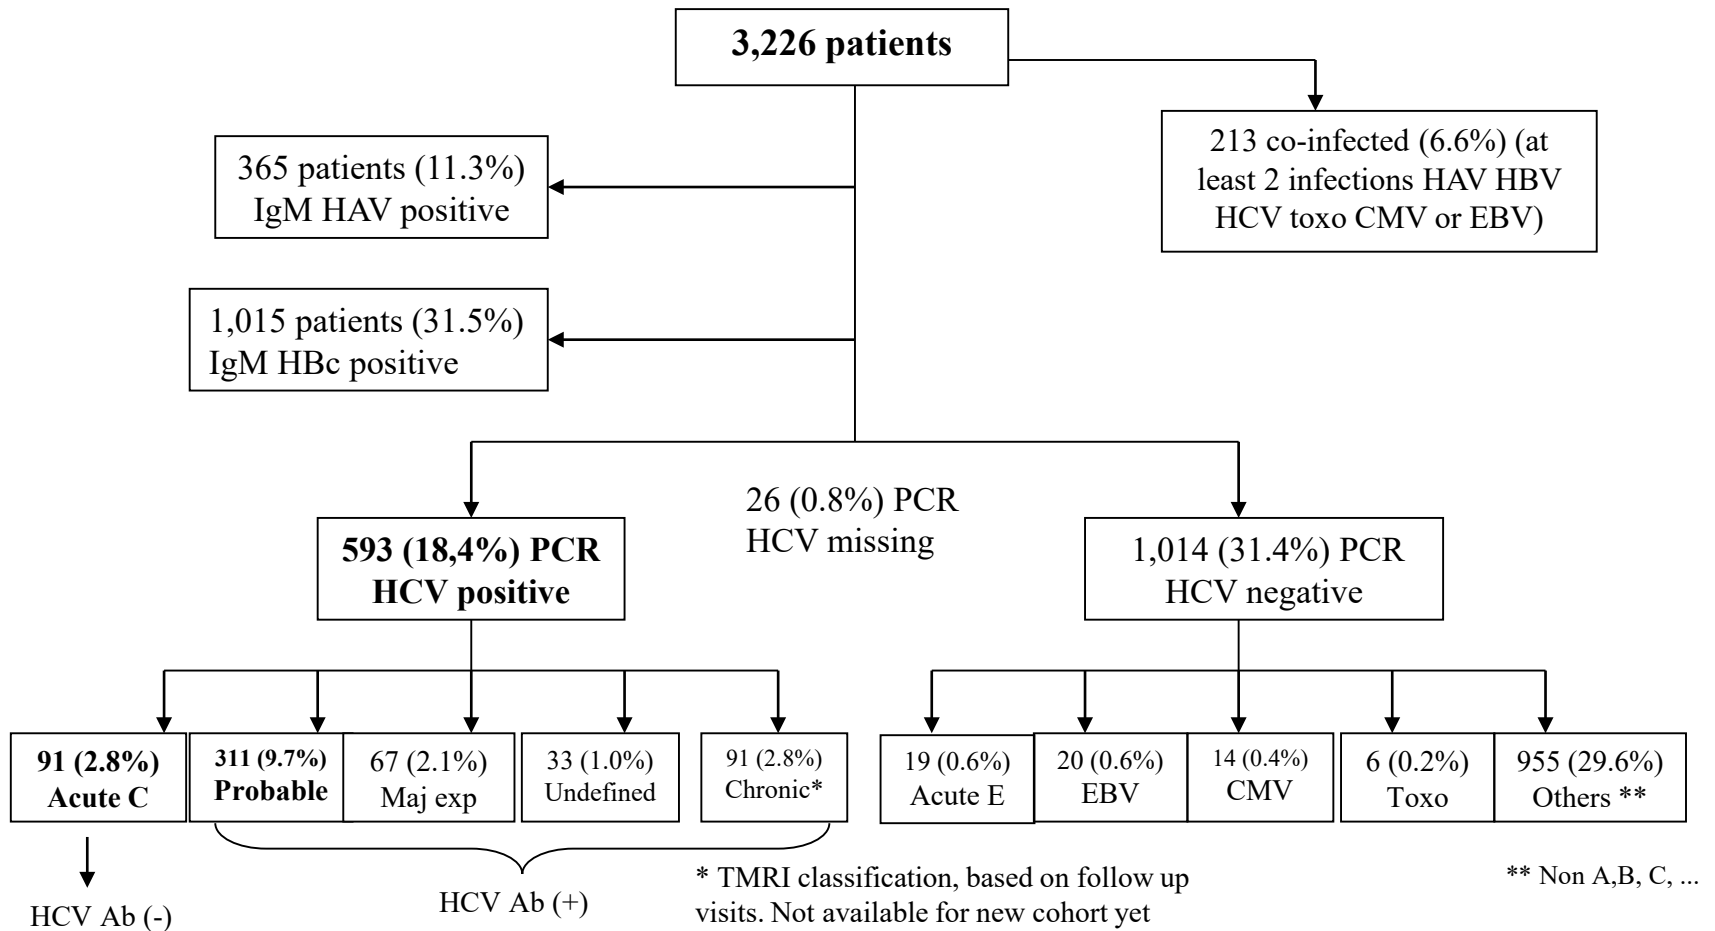 3,226 patients
213 co-infected (6.6%) (at
least 2 infections HAV HBV
HCV toxo CMV or EBV)
365 patients (11.3%)
IgM HAV positive
1,015 patients (31.5%)
IgM HBc positive
26 (0.8%) PCR
HCV missing
593 (18,4%) PCR
HCV positive
1,014 (31.4%) PCR
HCV negative
91 (2.8%)
Acute C
311 (9.7%)
Probable
67 (2.1%)
Maj exp
33 (1.0%)
Undefined
91 (2.8%)
Chronic*
19 (0.6%)
Acute E
20 (0.6%)
EBV
14 (0.4%)
CMV
6 (0.2%)
Toxo
955 (29.6%)
Others **
HCV Ab (-)
HCV Ab (+)
* TMRI classification, based on follow up
visits. Not available for new cohort yet
** Non A,B, C, ...